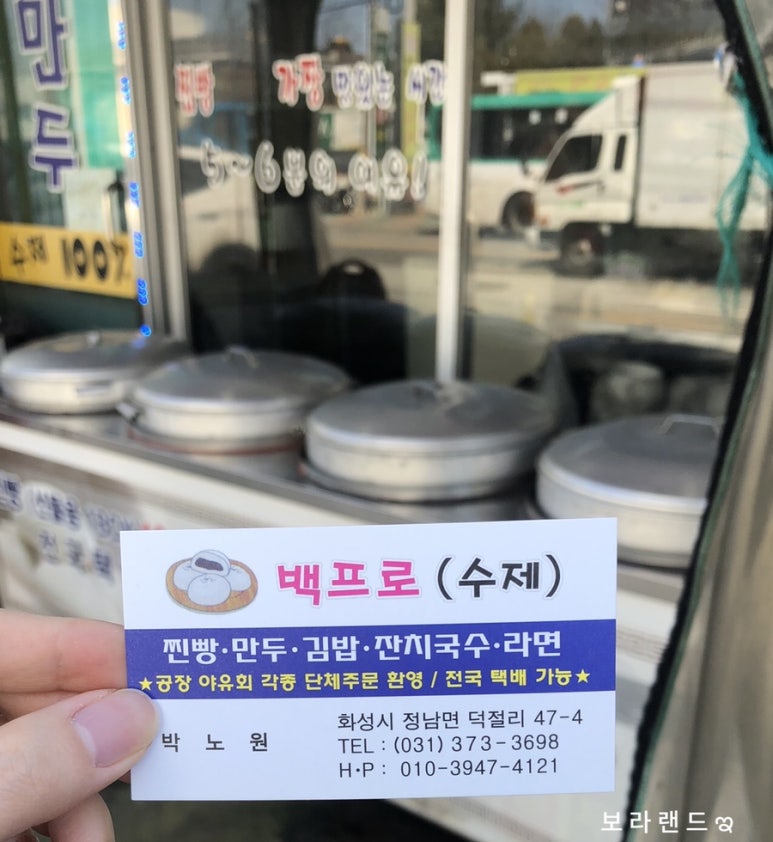 만두
수제 100%
찐빵 가장 맛있는 시간
5~6분의 여유!
백프로 (수제)
찐빵·만두·김밥·잔치국수·라면
★공장 야유회 각종 단체주문 환영 / 전국 택배 가능★
박 노 원
화성시 정남면 덕절리 47-4
TEL : (031) 373-3698
H·P : 010-3947-4121
보라랜드ღ